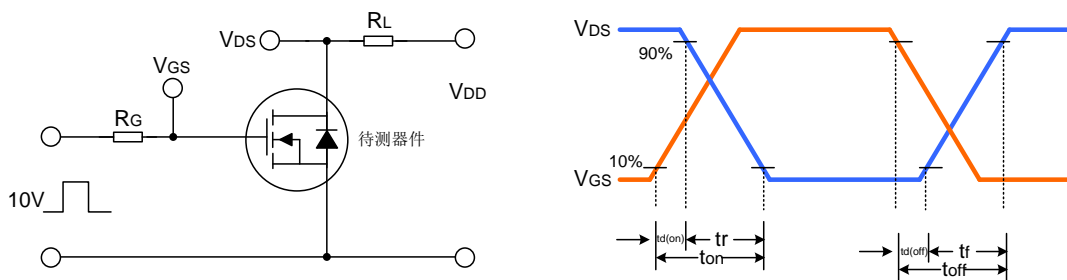 VDS
RL
VGS
VDD
RG
待测器件
10V
VDS
90%
10%
VGS
td(on)
tr
ton
td(off)
tf
toff